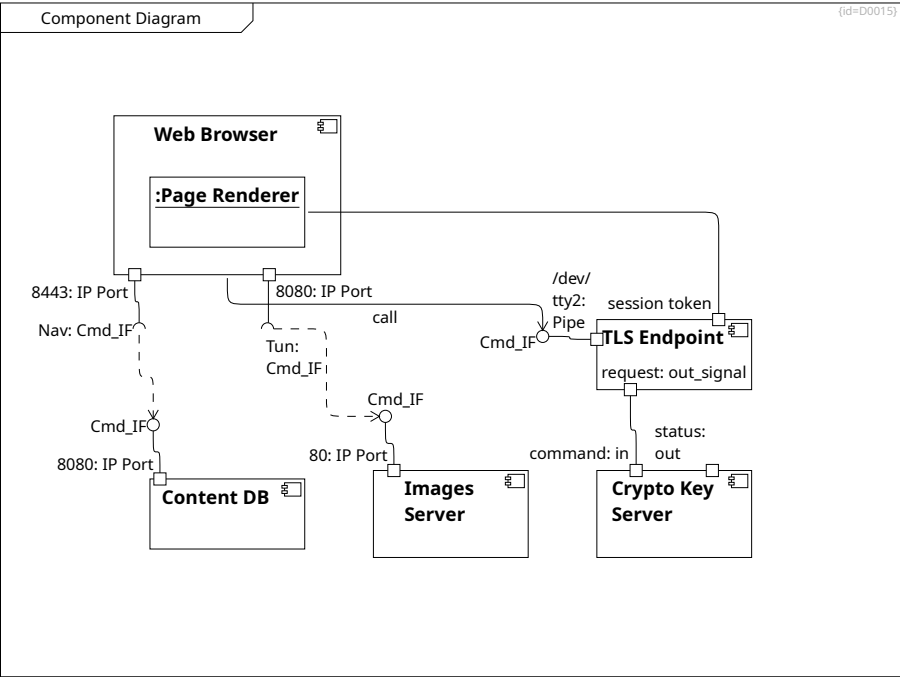 Component Diagram
{id=D0015}
Web Browser
:Page Renderer
8443: IP Port
8080: IP Port
/dev/
tty2:
Pipe
session token
call
Nav: Cmd_IF
Tun:
Cmd_IF
Cmd_IF
TLS Endpoint
request: out_signal
Cmd_IF
Cmd_IF
status:
out
command: in
8080: IP Port
80: IP Port
Content DB
Images
Server
Crypto Key
Server